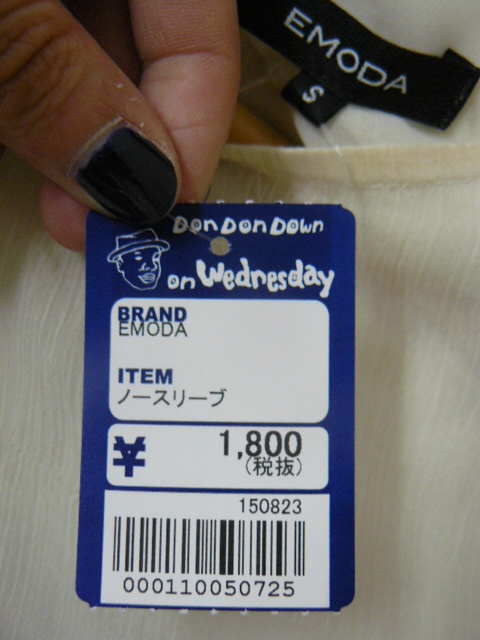 EMODA
S
Don Don Down
on Wednesday
BRAND
EMODA
ITEM
ノースリーブ
¥ 1,800
(税抜)
150823
000110050725